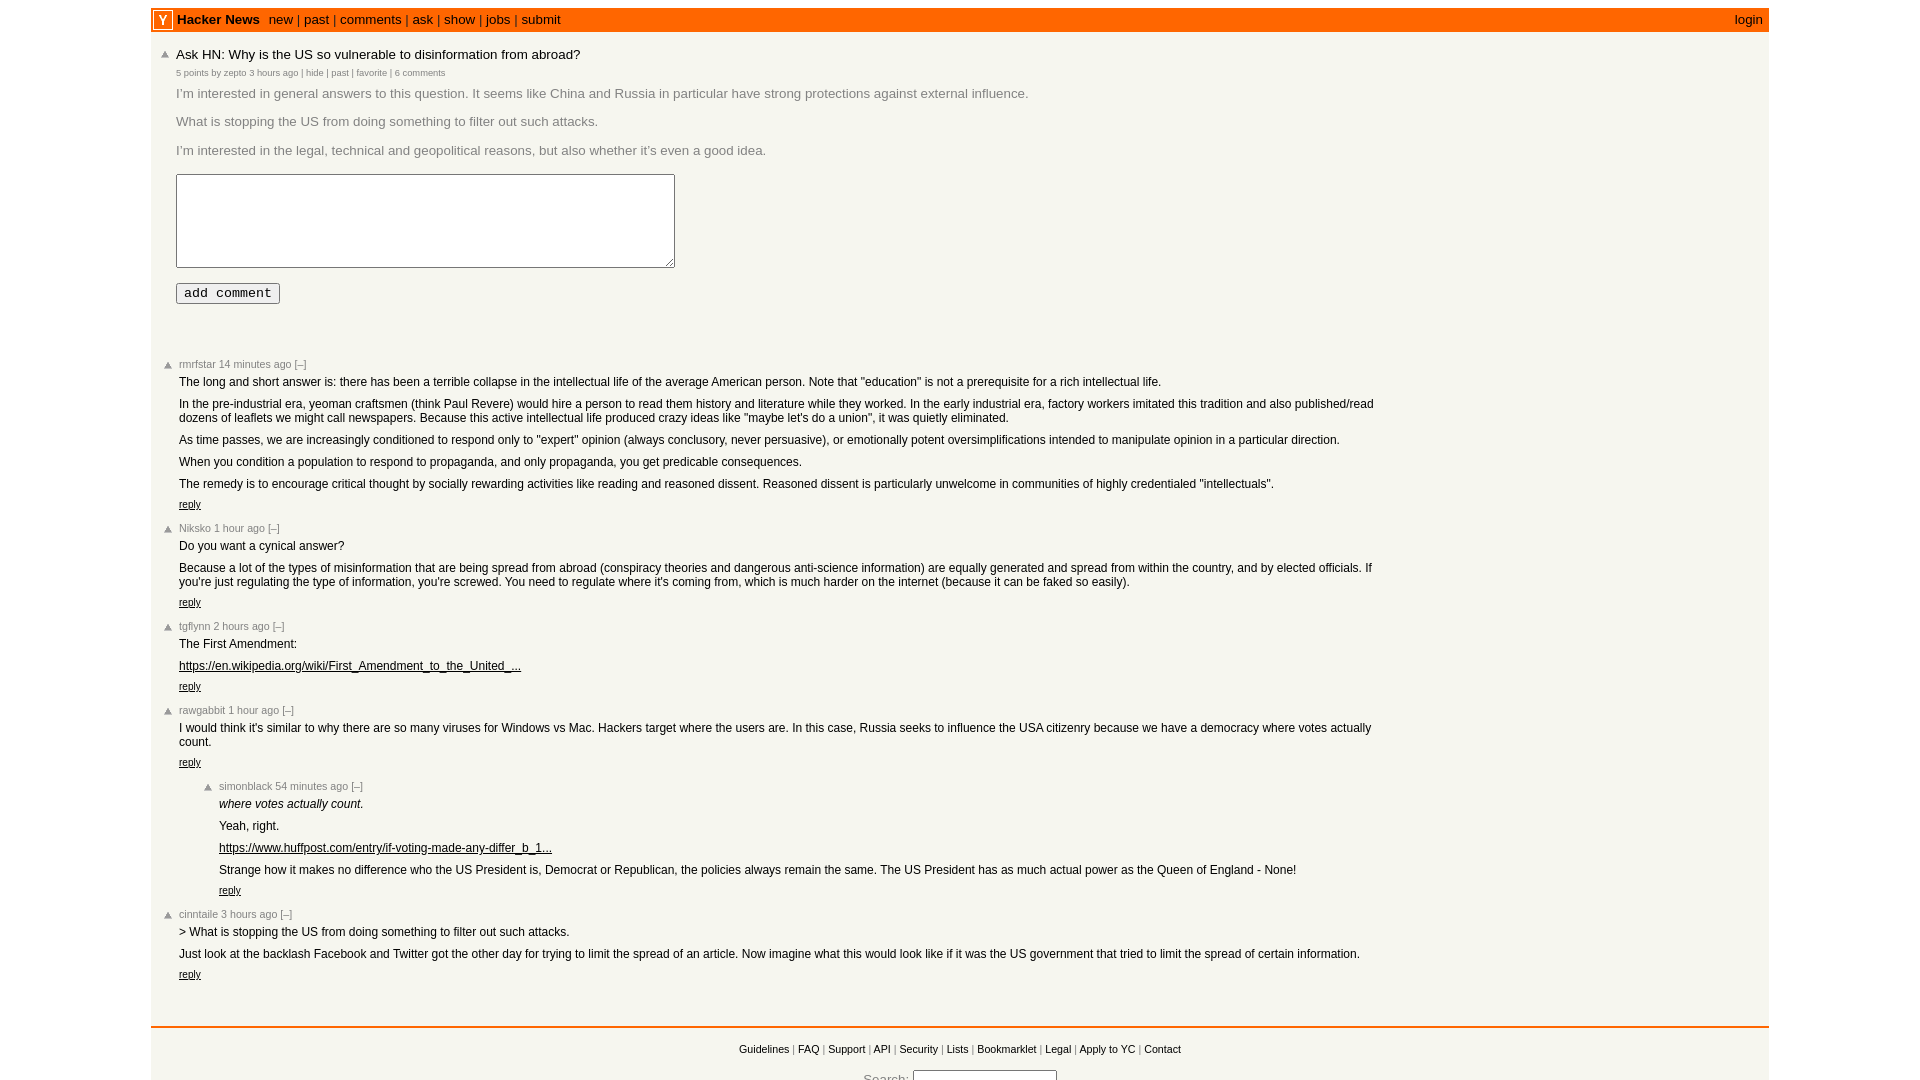 Y Hacker News new | past | comments | ask | show | jobs | submit login
Ask HN: Why is the US so vulnerable to disinformation from abroad?
5 points by zepto 3 hours ago | hide | past | favorite | 6 comments
I’m interested in general answers to this question. It seems like China and Russia in particular have strong protections against external influence.
What is stopping the US from doing something to filter out such attacks.
I’m interested in the legal, technical and geopolitical reasons, but also whether it’s even a good idea.
add comment
rmrfstar 14 minutes ago [–]
The long and short answer is: there has been a terrible collapse in the intellectual life of the average American person. Note that "education" is not a prerequisite for a rich intellectual life.
In the pre-industrial era, yeoman craftsmen (think Paul Revere) would hire a person to read them history and literature while they worked. In the early industrial era, factory workers imitated this tradition and also published/read
dozens of leaflets we might call newspapers. Because this active intellectual life produced crazy ideas like "maybe let's do a union", it was quietly eliminated.
As time passes, we are increasingly conditioned to respond only to "expert" opinion (always conclusory, never persuasive), or emotionally potent oversimplifications intended to manipulate opinion in a particular direction.
When you condition a population to respond to propaganda, and only propaganda, you get predicable consequences.
The remedy is to encourage critical thought by socially rewarding activities like reading and reasoned dissent. Reasoned dissent is particularly unwelcome in communities of highly credentialed "intellectuals".
reply
Niksko 1 hour ago [–]
Do you want a cynical answer?
Because a lot of the types of misinformation that are being spread from abroad (conspiracy theories and dangerous anti-science information) are equally generated and spread from within the country, and by elected officials. If
you're just regulating the type of information, you're screwed. You need to regulate where it's coming from, which is much harder on the internet (because it can be faked so easily).
reply
tgflynn 2 hours ago [–]
The First Amendment:
https://en.wikipedia.org/wiki/First_Amendment_to_the_United_...
reply
rawgabbit 1 hour ago [–]
I would think it's similar to why there are so many viruses for Windows vs Mac. Hackers target where the users are. In this case, Russia seeks to influence the USA citizenry because we have a democracy where votes actually
count.
reply
simonblack 54 minutes ago [–]
where votes actually count.
Yeah, right.
https://www.huffpost.com/entry/if-voting-made-any-differ_b_1...
Strange how it makes no difference who the US President is, Democrat or Republican, the policies always remain the same. The US President has as much actual power as the Queen of England - None!
reply
cinntaile 3 hours ago [–]
> What is stopping the US from doing something to filter out such attacks.
Just look at the backlash Facebook and Twitter got the other day for trying to limit the spread of an article. Now imagine what this would look like if it was the US government that tried to limit the spread of certain information.
reply
Guidelines | FAQ | Support | API | Security | Lists | Bookmarklet | Legal | Apply to YC | Contact
Search: